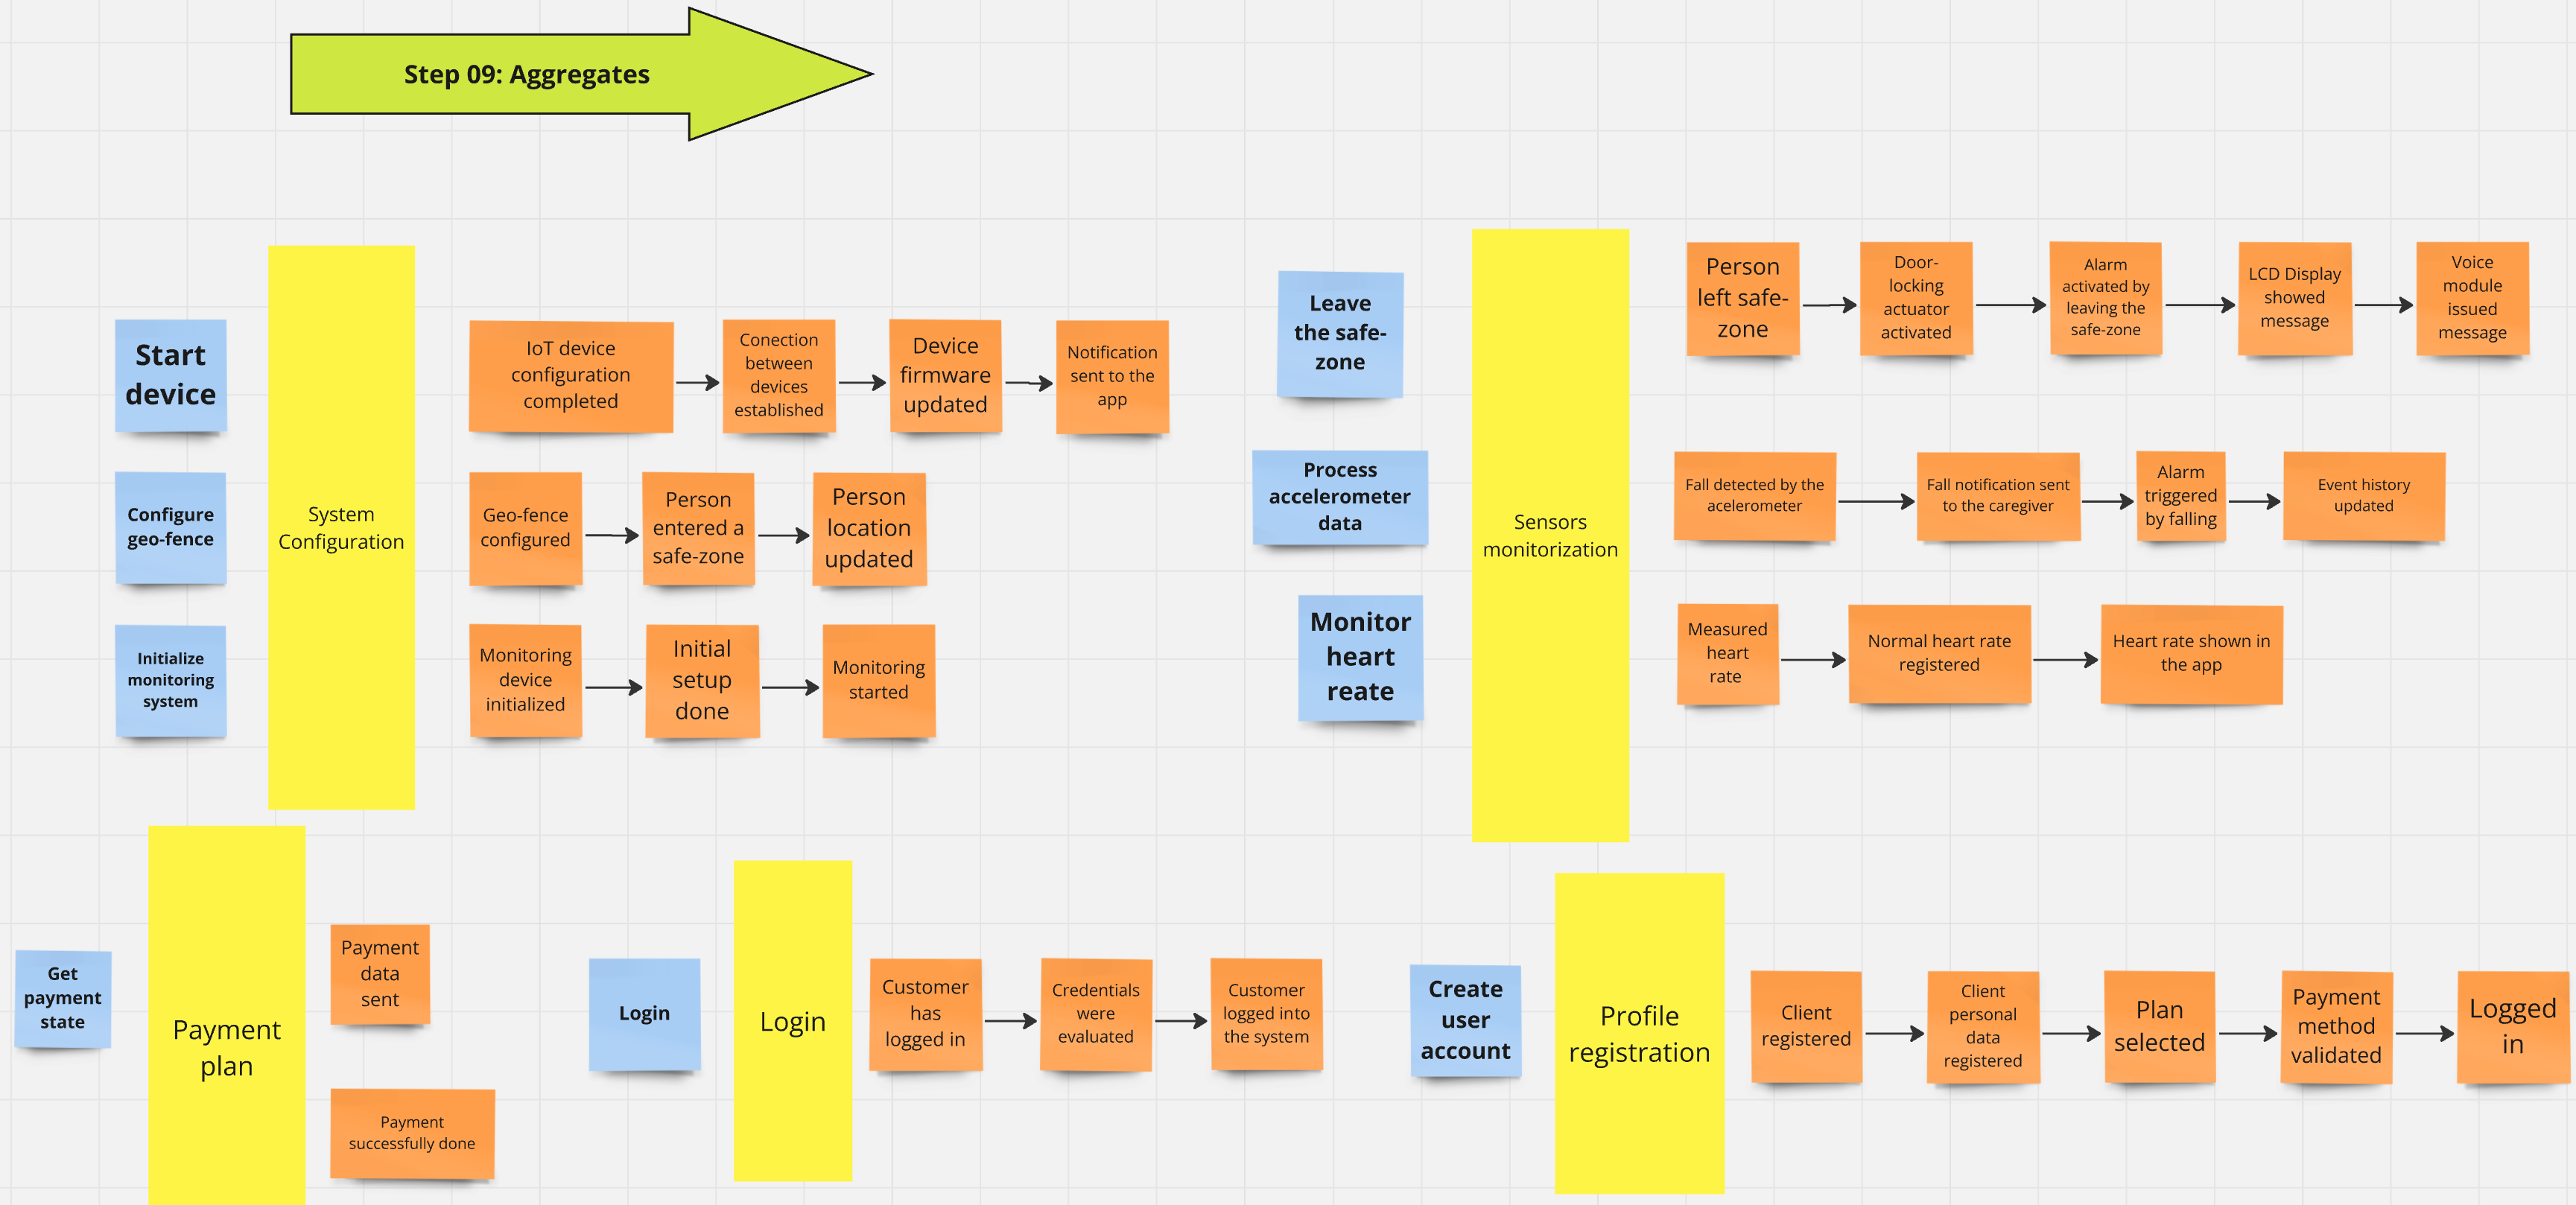 Step 09: Aggregates
Start
device
Configure
geo-fence
Initialize
monitoring
system
System
Configuration
IoT device
configuration
completed
Conection
between
devices
established
Device
firmware
updated
Notification
sent to the
app
Geo-fence
configured
Person
entered a
safe-zone
Person
location
updated
Monitoring
device
initialized
Initial
setup
done
Monitoring
started
Leave
the safe-
zone
Process
accelerometer
data
Monitor
heart
reate
Sensors
monitorization
Person
left safe-
zone
Door-
locking
actuator
activated
Alarm
activated by
leaving the
safe-zone
LCD Display
showed
message
Voice
module
issued
message
Fall detected by the
acelerometer
Fall notification sent
to the caregiver
Alarm
triggered
by falling
Event history
updated
Measured
heart
rate
Normal heart rate
registered
Heart rate shown in
the app
Get
payment
state
Payment
plan
Payment
data
sent
Payment
successfully done
Login
Login
Customer
has
logged in
Credentials
were
evaluated
Customer
logged into
the system
Create
user
account
Profile
registration
Client
registered
Client
personal
data
registered
Plan
selected
Payment
method
validated
Logged
in